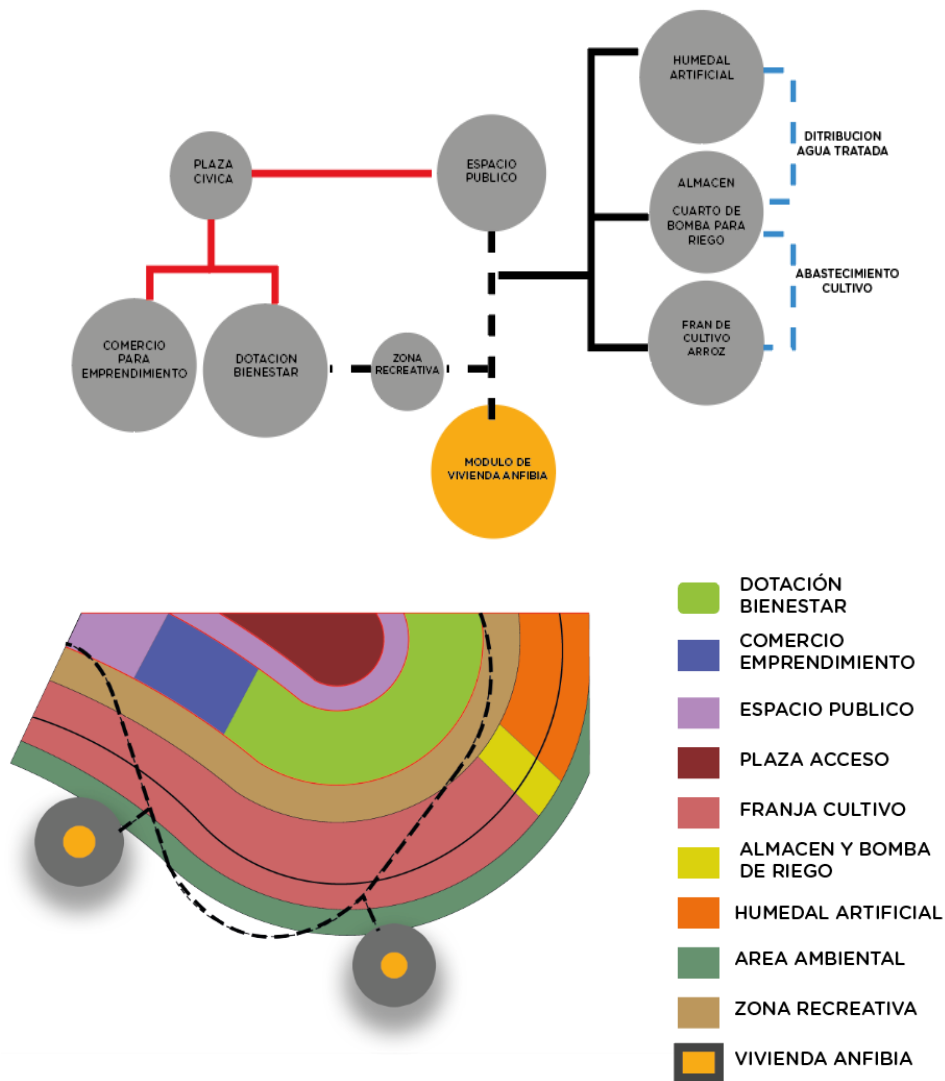 HUMEDAL
ARTIFICIAL
DITRIBUCION
AGUA TRATADA
PLAZA
CIVICA
ESPACIO
PUBLICO
ALMACEN
CUARTO DE
BOMBA PARA
RIEGO
ABASTECIMIENTO
CULTIVO
COMERCIO
PARA
EMPRENDIMIENTO
DOTACION
BIENESTAR
ZONA
RECREATIVA
FRAN DE
CULTIVO
ARROZ
MODULO DE
VIVIENDA ANFIBIA
DOTACIÓN
BIENESTAR
COMERCIO
EMPRENDIMIENTO
ESPACIO PUBLICO
PLAZA ACCESO
FRANJA CULTIVO
ALMACEN Y BOMBA
DE RIEGO
HUMEDAL ARTIFICIAL
AREA AMBIENTAL
ZONA RECREATIVA
VIVIENDA ANFIBIA